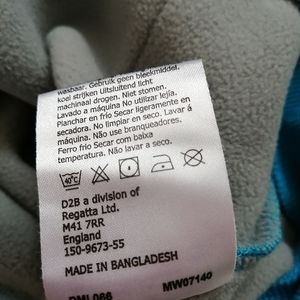 wasbaar. Gebruik geen bleekmiddel.
koel strijken Uitsluitend licht
machinaal drogen. Niet stomen.
Lavado a máquina No utilizar lejía.
Planchar en frío Secar ligeramente en
secadora. No limpiar en seco. Lavar á
máquina. Não use branqueadores,
Ferro frío Secar com baixa
temperatura. Não lavar a seco.
40°C
D2B a division of
Regatta Ltd.
M41 7RR
England
150-9673-55
MADE IN BANGLADESH
MW07140